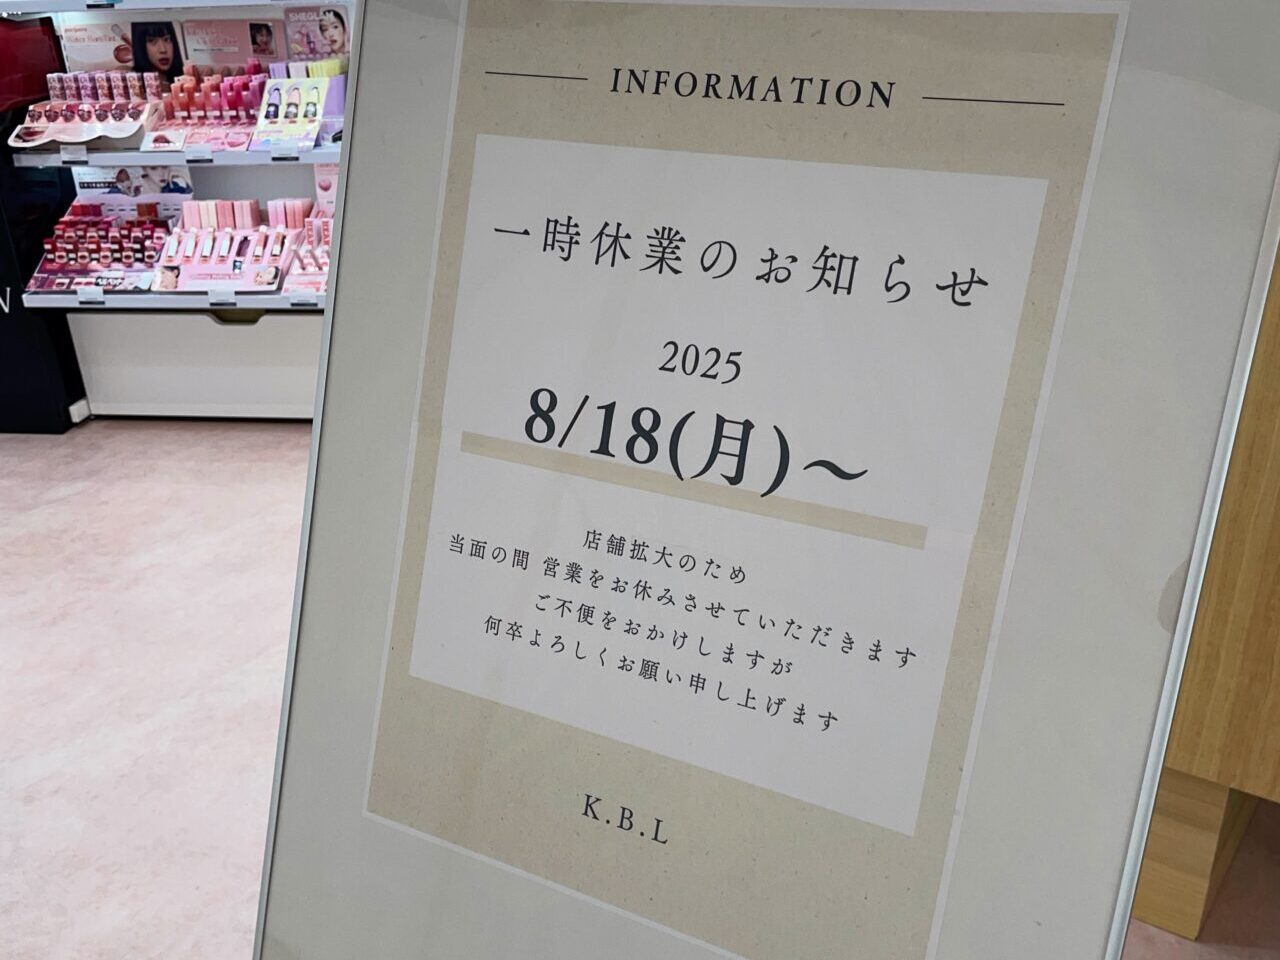 SHEGLAM
INFORMATION
一時休業のお知らせ
2025
8/18(月)～
店舗拡大のため
当面の間 営業をお休みさせていただきます
ご不便をおかけしますが
何卒よろしくお願い申し上げます
K.B.L